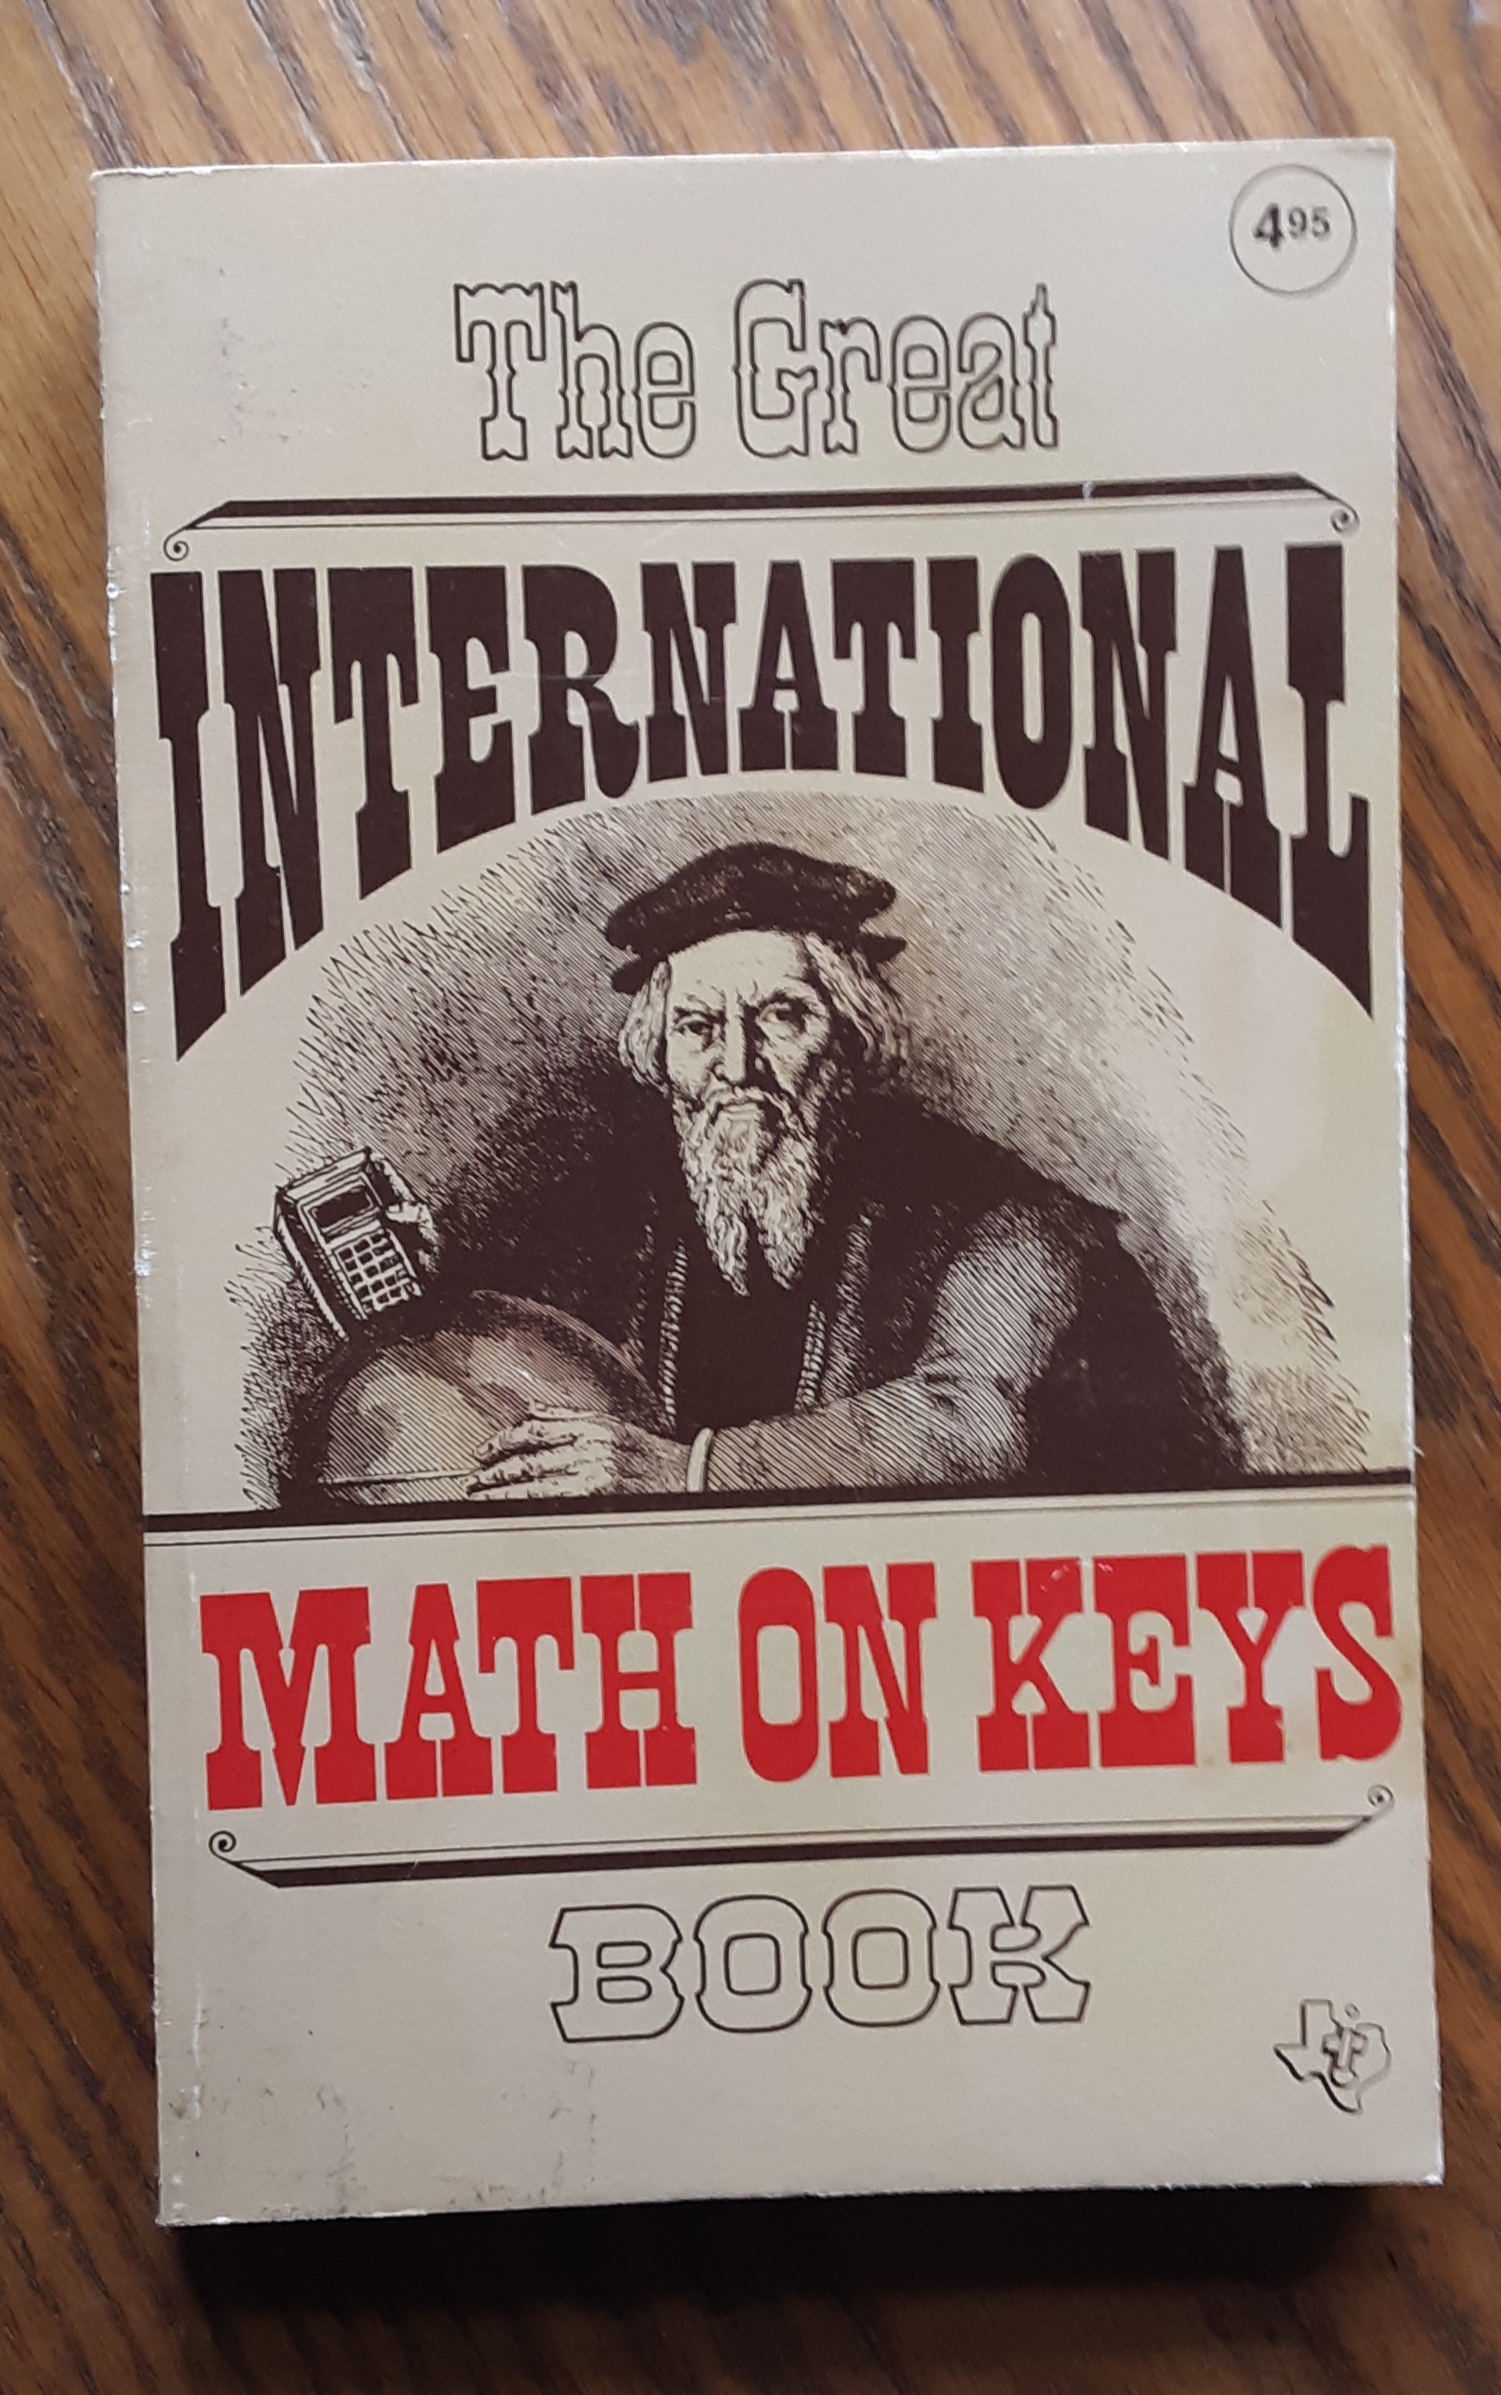 4.95
The Great
INTERNATIONAL
MATH ON KEYS
BOOK